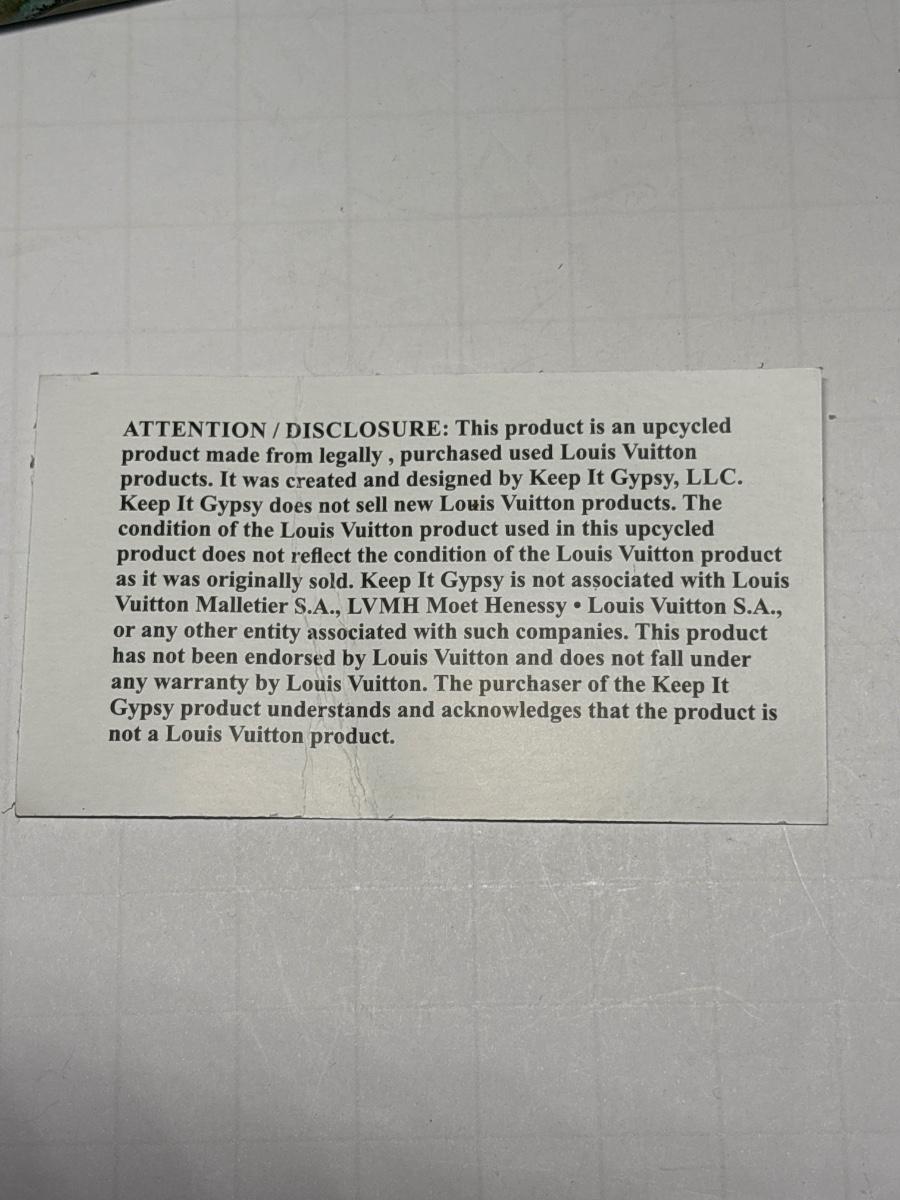 ATTENTION / DISCLOSURE: This product is an upcycled
product made from legally , purchased used Louis Vuitton
products. It was created and designed by Keep It Gypsy, LLC.
Keep It Gypsy does not sell new Louis Vuitton products. The
condition of the Louis Vuitton product used in this upcycled
product does not reflect the condition of the Louis Vuitton product
as it was originally sold. Keep It Gypsy is not associated with Louis
Vuitton Malletier S.A., LVMH Moet Henessy • Louis Vuitton S.A.,
or any other entity associated with such companies. This product
has not been endorsed by Louis Vuitton and does not fall under
any warranty by Louis Vuitton. The purchaser of the Keep It
Gypsy product understands and acknowledges that the product is
not a Louis Vuitton product.